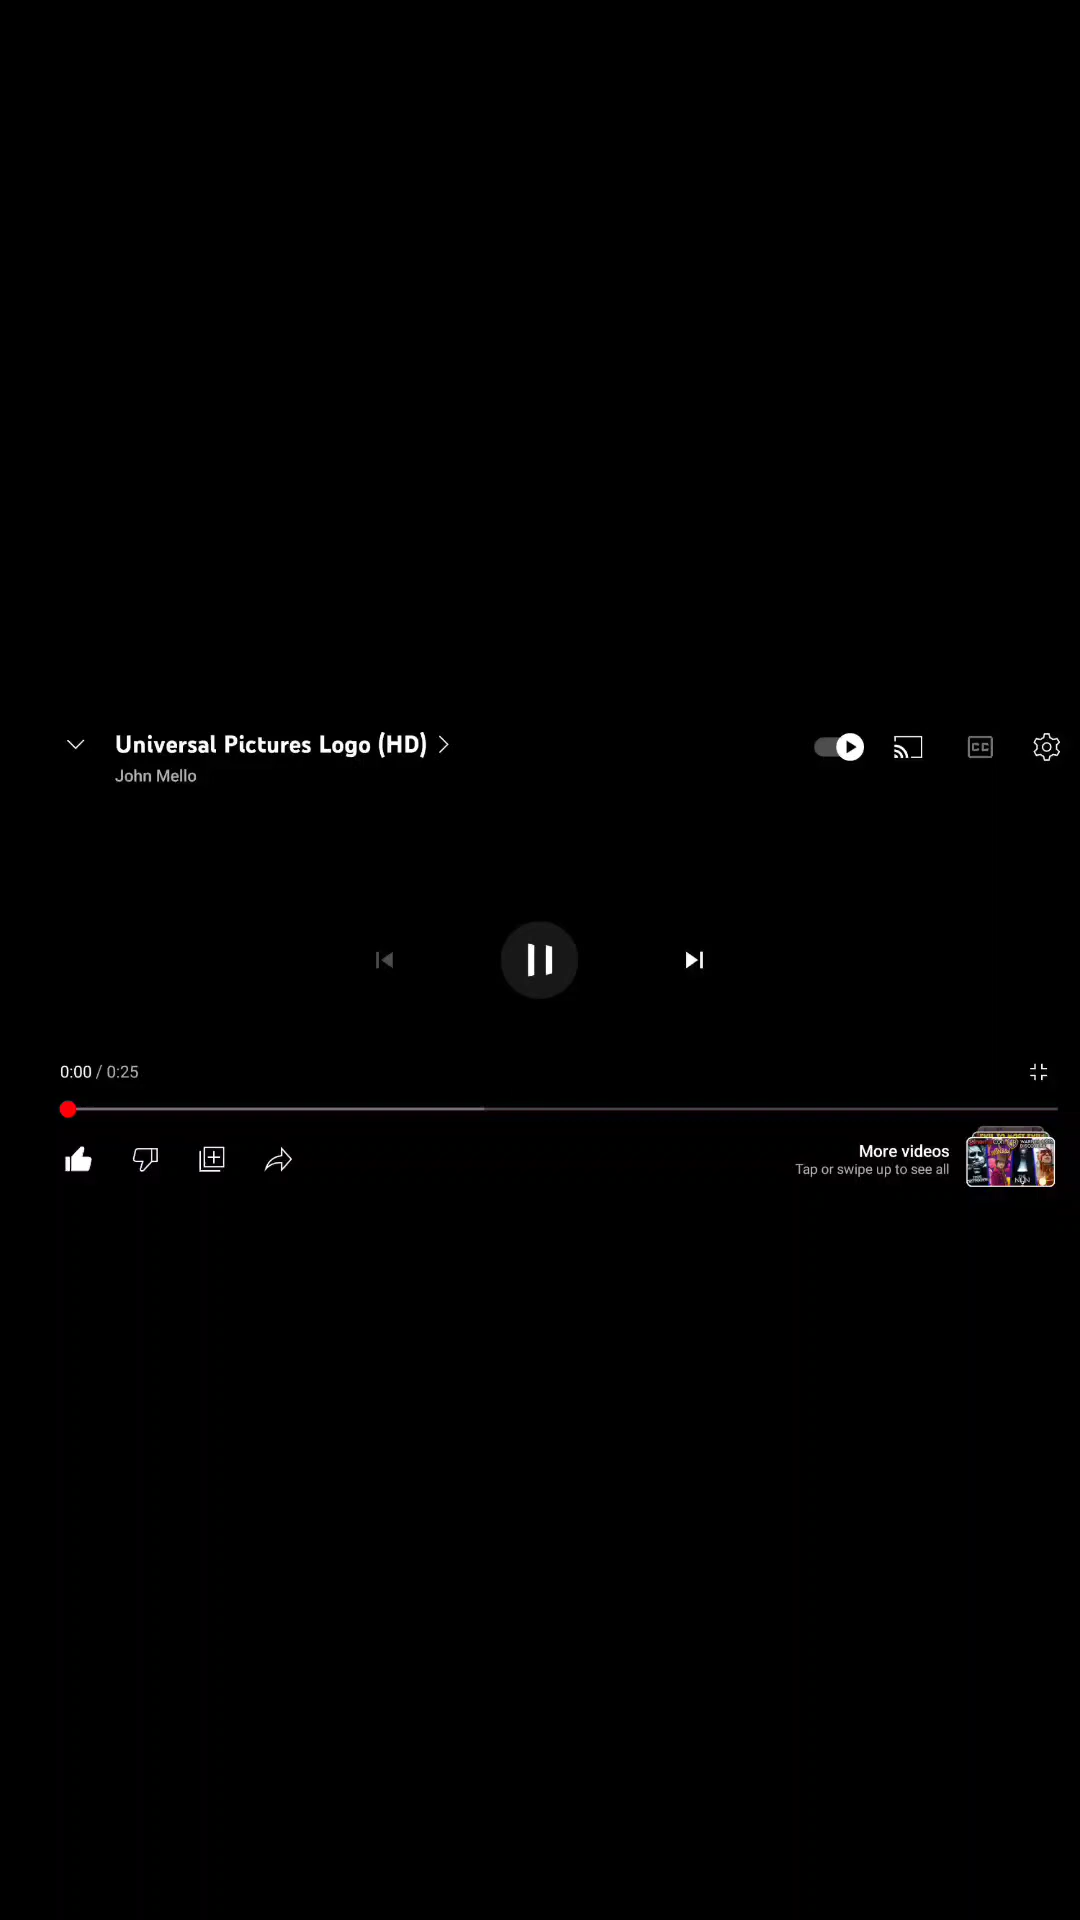 Universal Pictures Logo (HD)
John Mello
CC
0:00 / 0:25
More videos
Tap or swipe up to see all